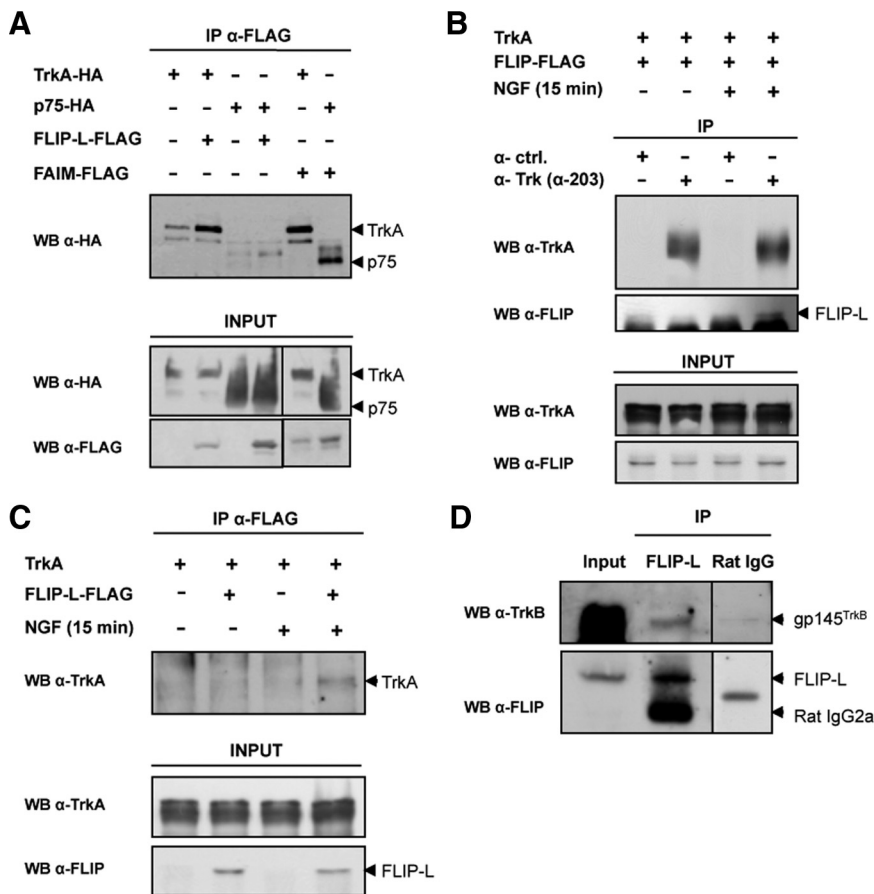 A
IP α-FLAG
TrkA-HA + + - - + -
p75-HA - - + + - +
FLIP-L-FLAG - + - + - -
FAIM-FLAG - - - - + +
WB α-HA
TrkA
p75
INPUT
WB α-HA
TrkA
p75
WB α-FLAG
B
TrkA + + + +
FLIP-FLAG + + + +
NGF (15 min) - - + +
IP
α- ctrl. + - + -
α- Trk (α-203) - + - +
WB α-TrkA
WB α-FLIP
FLIP-L
INPUT
WB α-TrkA
WB α-FLIP
C
IP α-FLAG
TrkA + + + +
FLIP-L-FLAG - + - +
NGF (15 min) - - + +
WB α-TrkA
TrkA
INPUT
WB α-TrkA
WB α-FLIP
FLIP-L
D
IP
Input FLIP-L Rat IgG
WB α-TrkB
gp145TrkB
WB α-FLIP
FLIP-L
Rat IgG2a